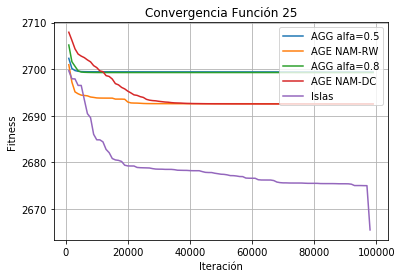 Convergencia Función 25
2710
2700
2690
2680
2670
Fitness
AGG alfa=0.5
AGE NAM-RW
AGG alfa=0.8
AGE NAM-DC
Islas
0
20000
40000
60000
80000
100000
Iteración